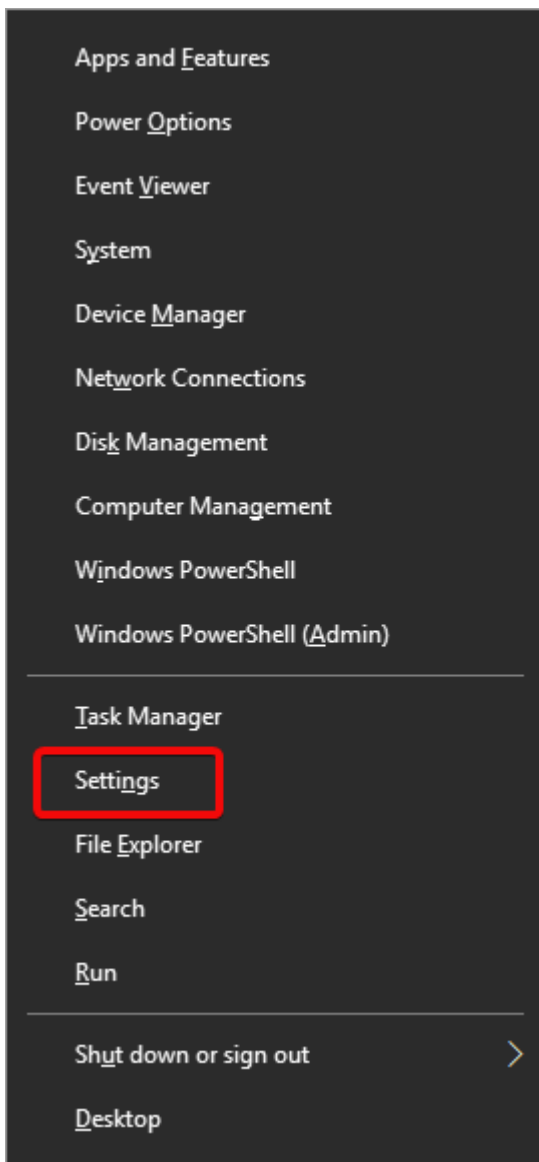 Apps and Features
Power Options
Event Viewer
System
Device Manager
Network Connections
Disk Management
Computer Management
Windows PowerShell
Windows PowerShell (Admin)
Task Manager
Settings
File Explorer
Search
Run
Shut down or sign out
Desktop